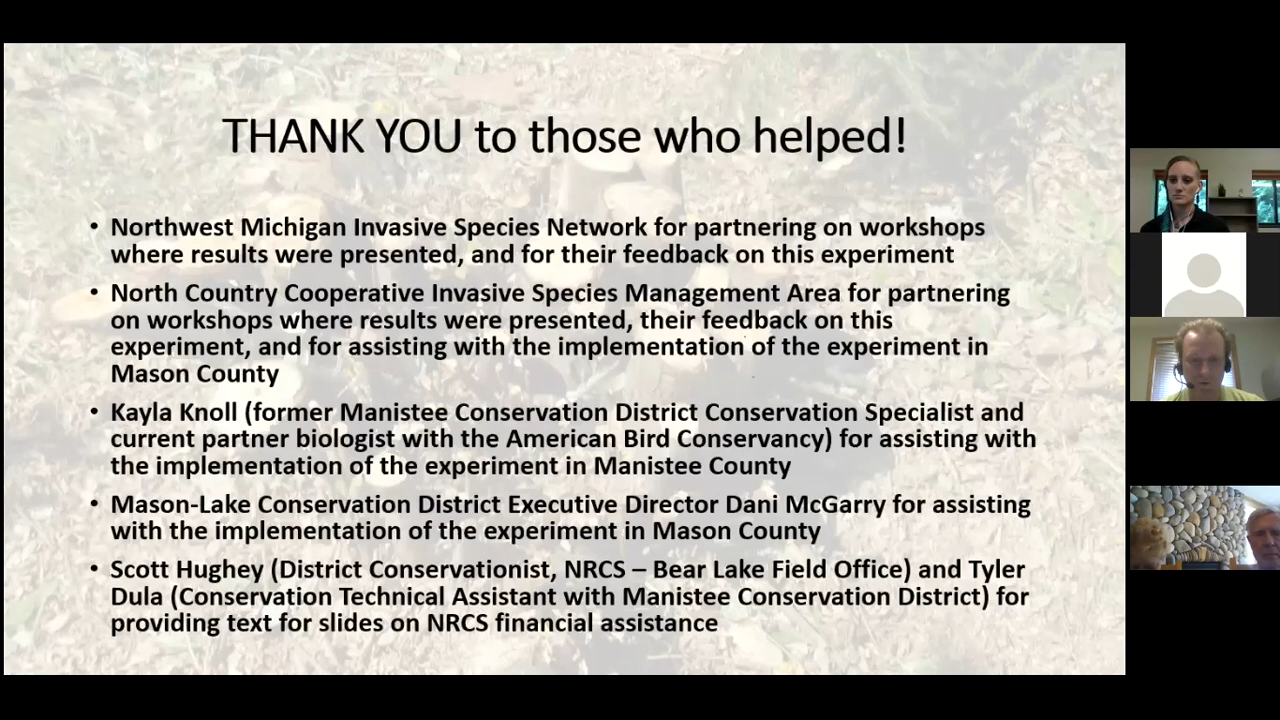 THANK YOU to those who helped!
• Northwest Michigan Invasive Species Network for partnering on workshops
where results were presented, and for their feedback on this experiment
• North Country Cooperative Invasive Species Management Area for partnering
on workshops where results were presented, their feedback on this
experiment, and for assisting with the implementation of the experiment in
Mason County
• Kayla Knoll (former Manistee Conservation District Conservation Specialist and
current partner biologist with the American Bird Conservancy) for assisting with
the implementation of the experiment in Manistee County
• Mason-Lake Conservation District Executive Director Dani McGarry for assisting
with the implementation of the experiment in Mason County
• Scott Hughey (District Conservationist, NRCS – Bear Lake Field Office) and Tyler
Dula (Conservation Technical Assistant with Manistee Conservation District) for
providing text for slides on NRCS financial assistance